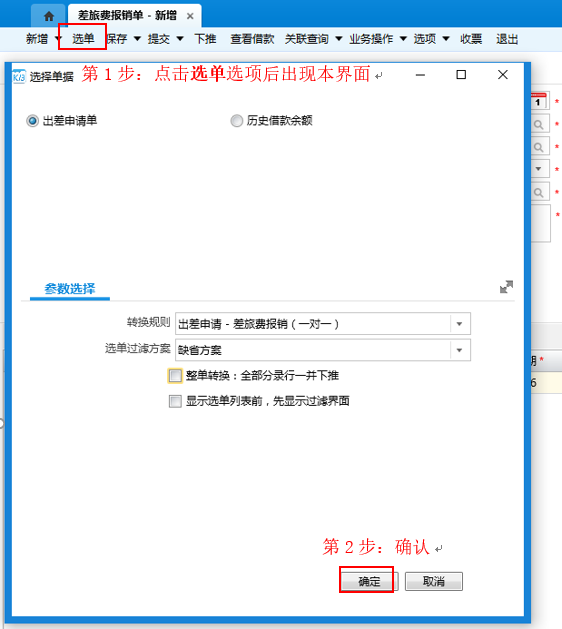 差旅费报销单 - 新增
新增 选单 保存 提交 下推 查看借款 关联查询 业务操作 选项 收票 退出
选择单据 第1步：点击选单选项后出现本界面
1
出差申请单 历史借款余额
参数选择
转换规则 出差申请 - 差旅费报销（一对一）
选单过滤方案 缺省方案
期*
整单转换：全部分录行一并下推
6
显示选单列表前，先显示过滤界面
第2步：确认
确定 取消